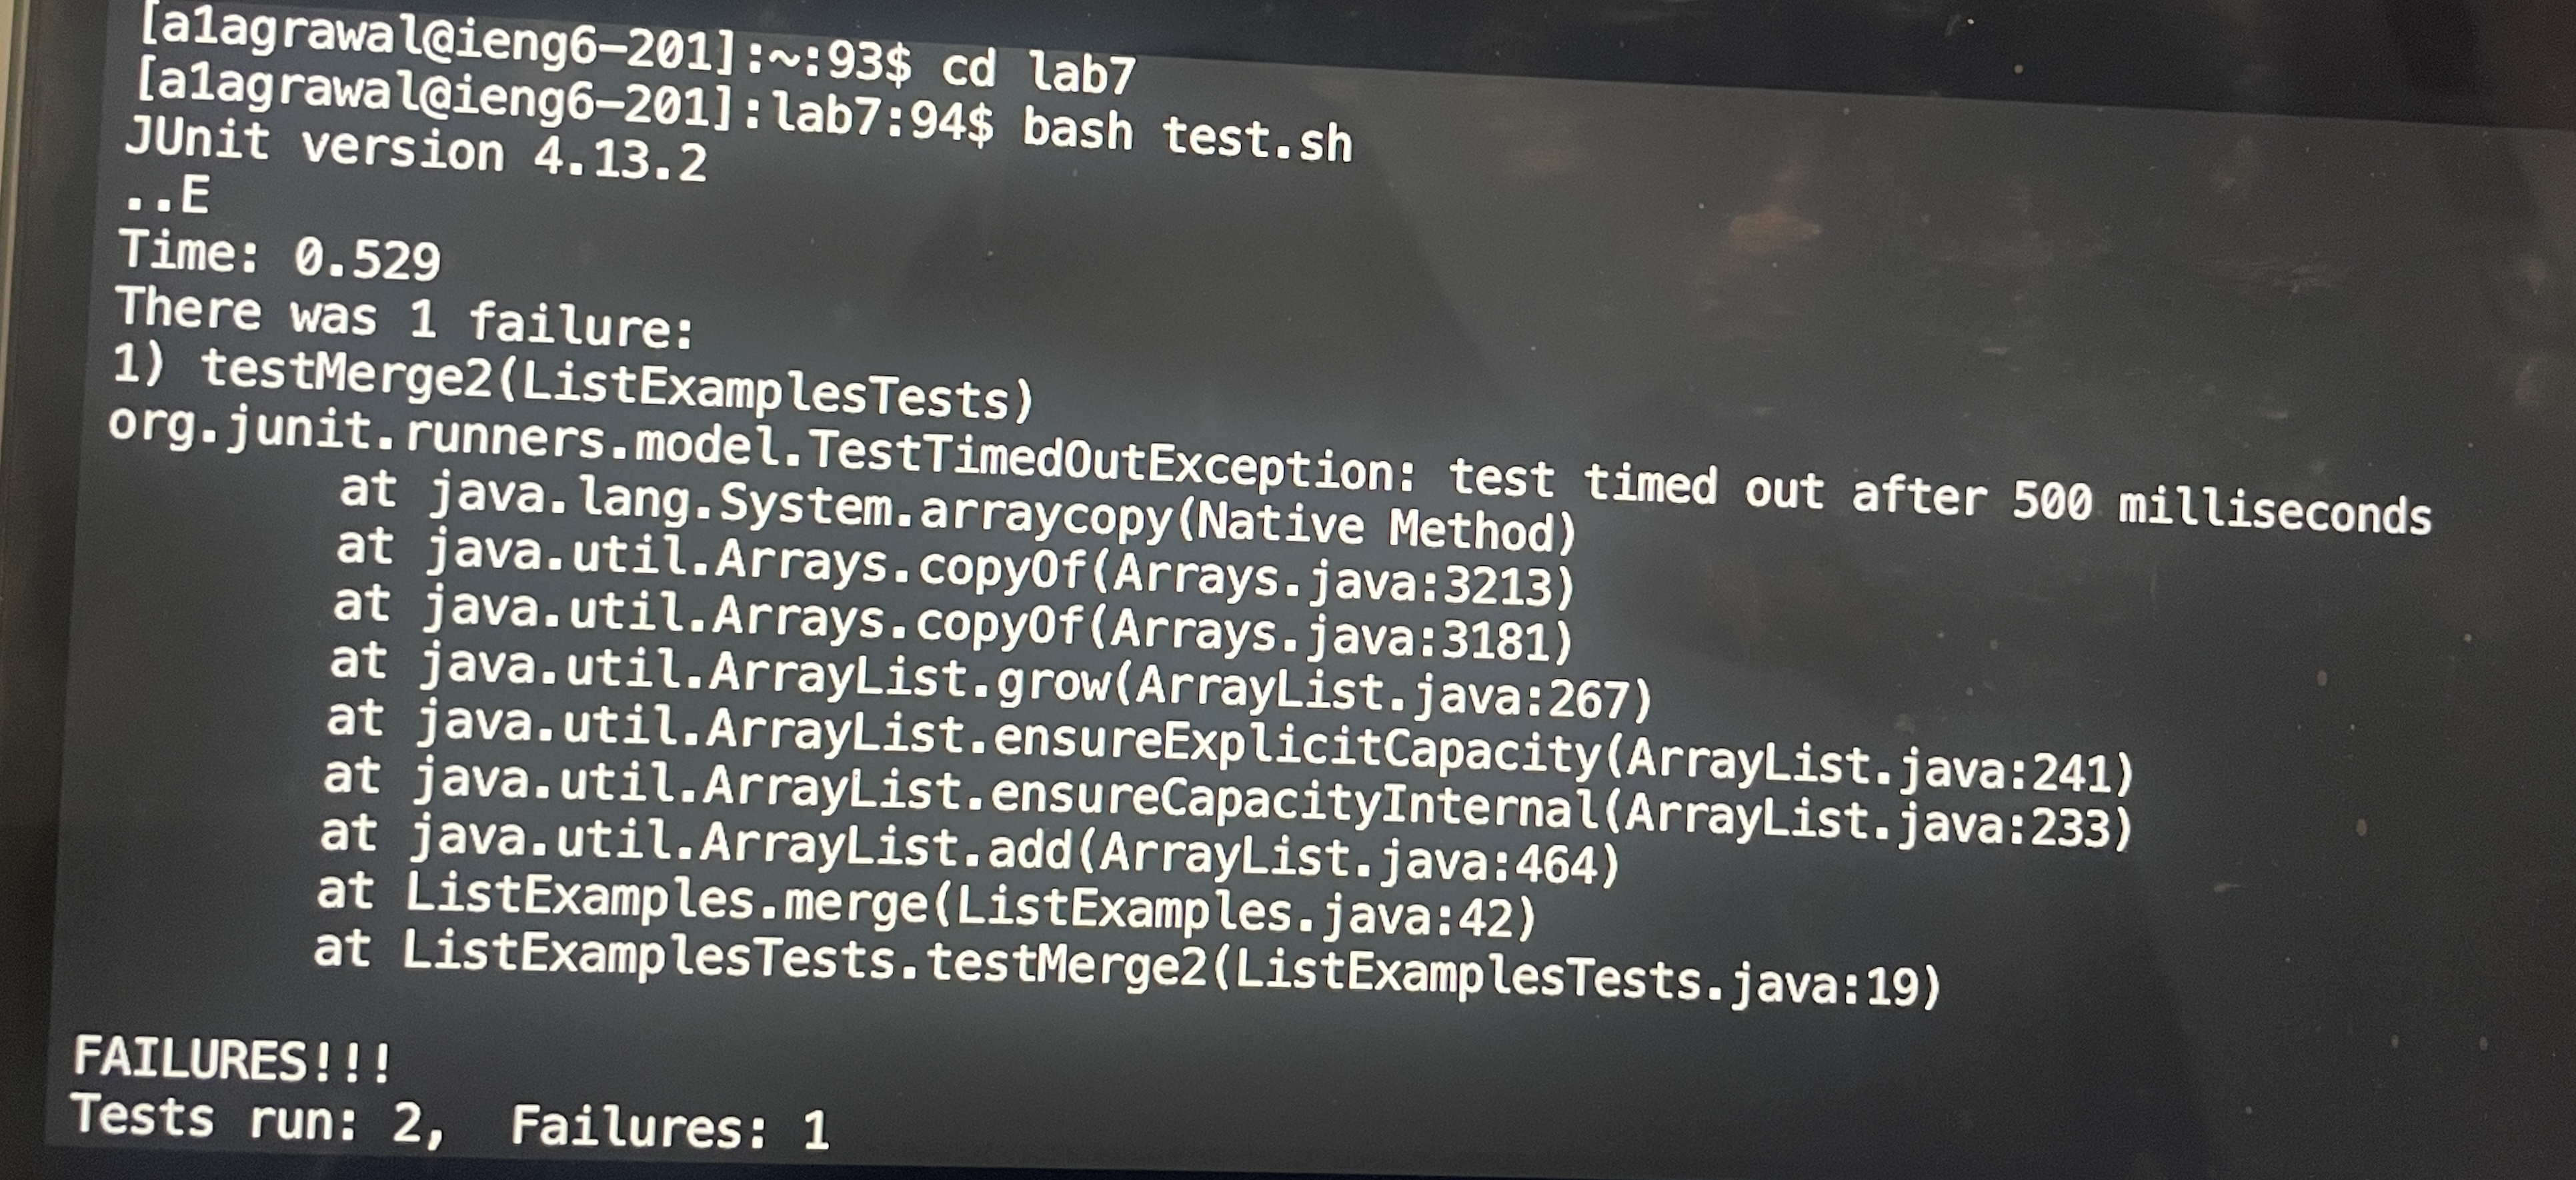 [a1agrawal@ieng6-201]:~:93$ cd lab7
[a1agrawal@ieng6-201]:lab7:94$ bash test.sh
JUnit version 4.13.2
..E
Time: 0.529
There was 1 failure:
1) testMerge2(ListExamplesTests)
org.junit.runners.model.TestTimedOutException: test timed out after 500 milliseconds
        at java.lang.System.arraycopy(Native Method)
        at java.util.Arrays.copyOf(Arrays.java:3213)
        at java.util.Arrays.copyOf(Arrays.java:3181)
        at java.util.ArrayList.grow(ArrayList.java:267)
        at java.util.ArrayList.ensureExplicitCapacity(ArrayList.java:241)
        at java.util.ArrayList.ensureCapacityInternal(ArrayList.java:233)
        at java.util.ArrayList.add(ArrayList.java:464)
        at ListExamples.merge(ListExamples.java:42)
        at ListExamplesTests.testMerge2(ListExamplesTests.java:19)

FAILURES!!!
Tests run: 2,  Failures: 1